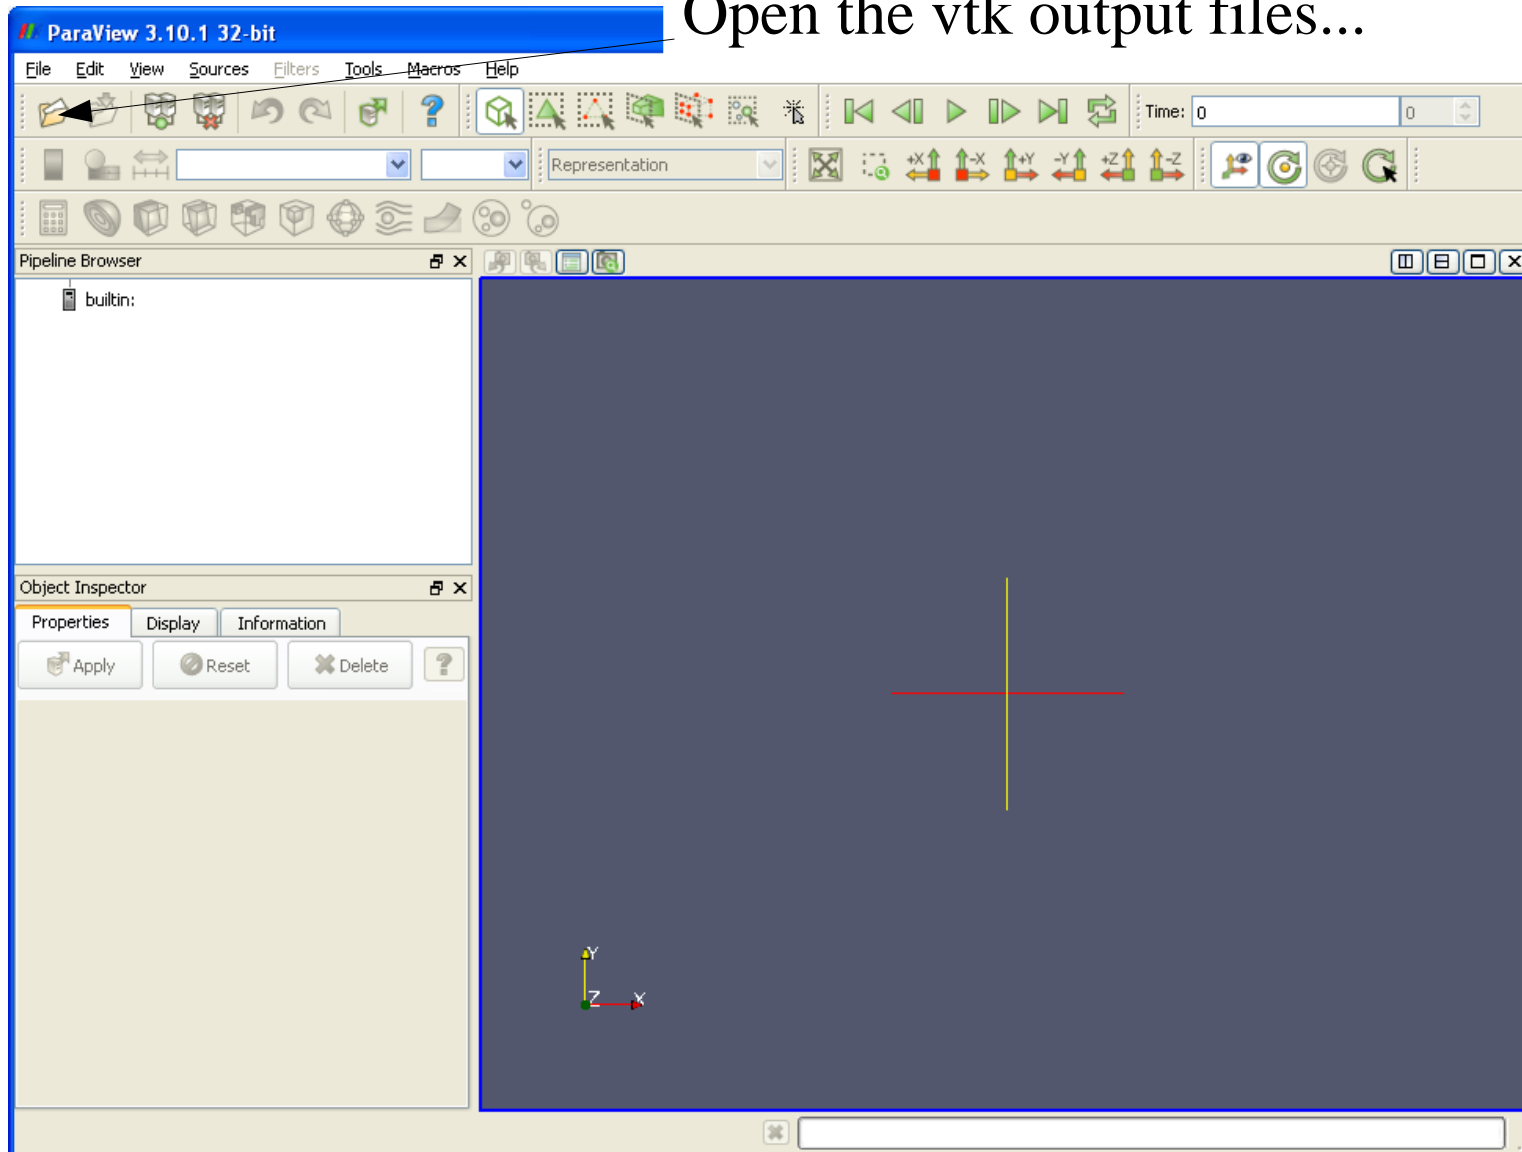 Open the vtk output files...
ParaView 3.10.1 32-bit
File Edit View Sources Filters Tools Macros Help
? +X -X +Y -Y +Z -Z
Time: 0 0
Representation
Pipeline Browser
builtin:
Object Inspector
Properties Display Information
Apply Reset Delete ?
Y
Z X